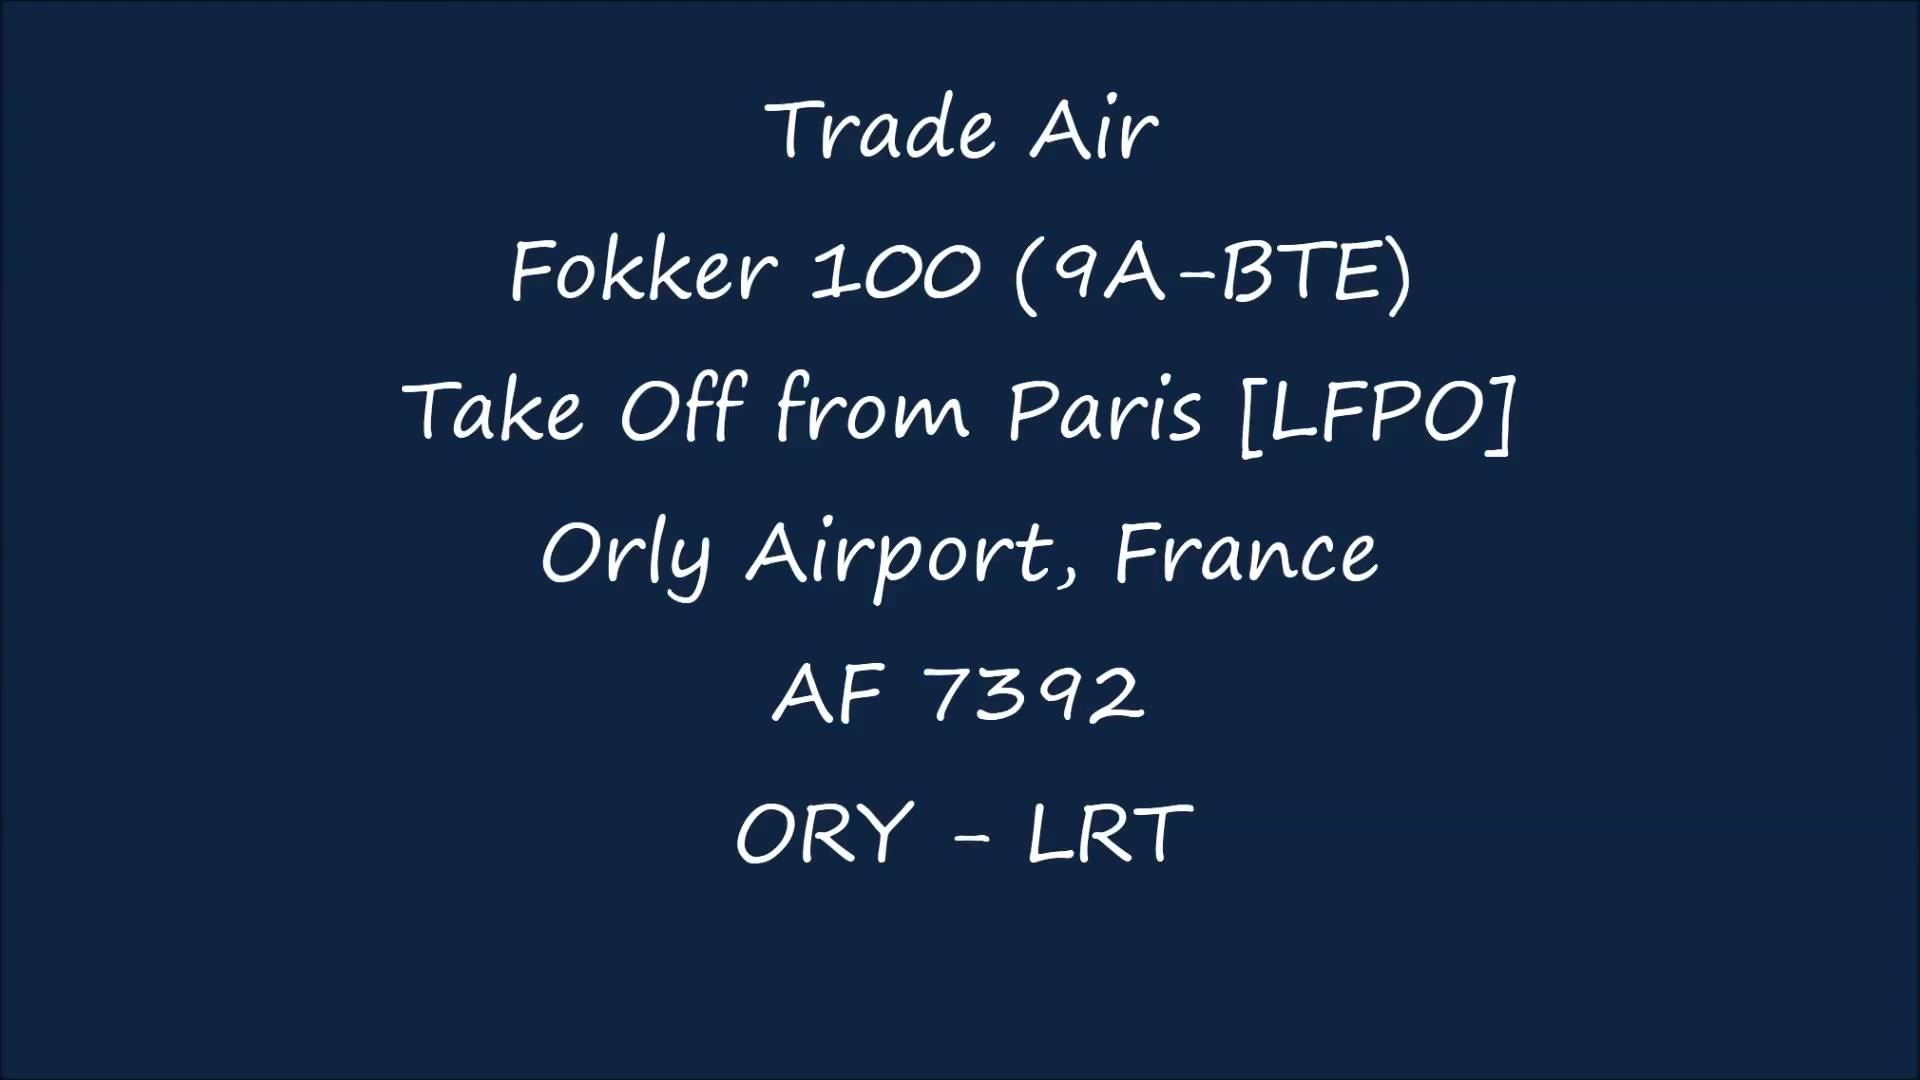 Trade Air
Fokker 100 (9A-BTE)
Take Off from Paris [LFPO]
Orly Airport, France
AF 7392
ORY - LRT